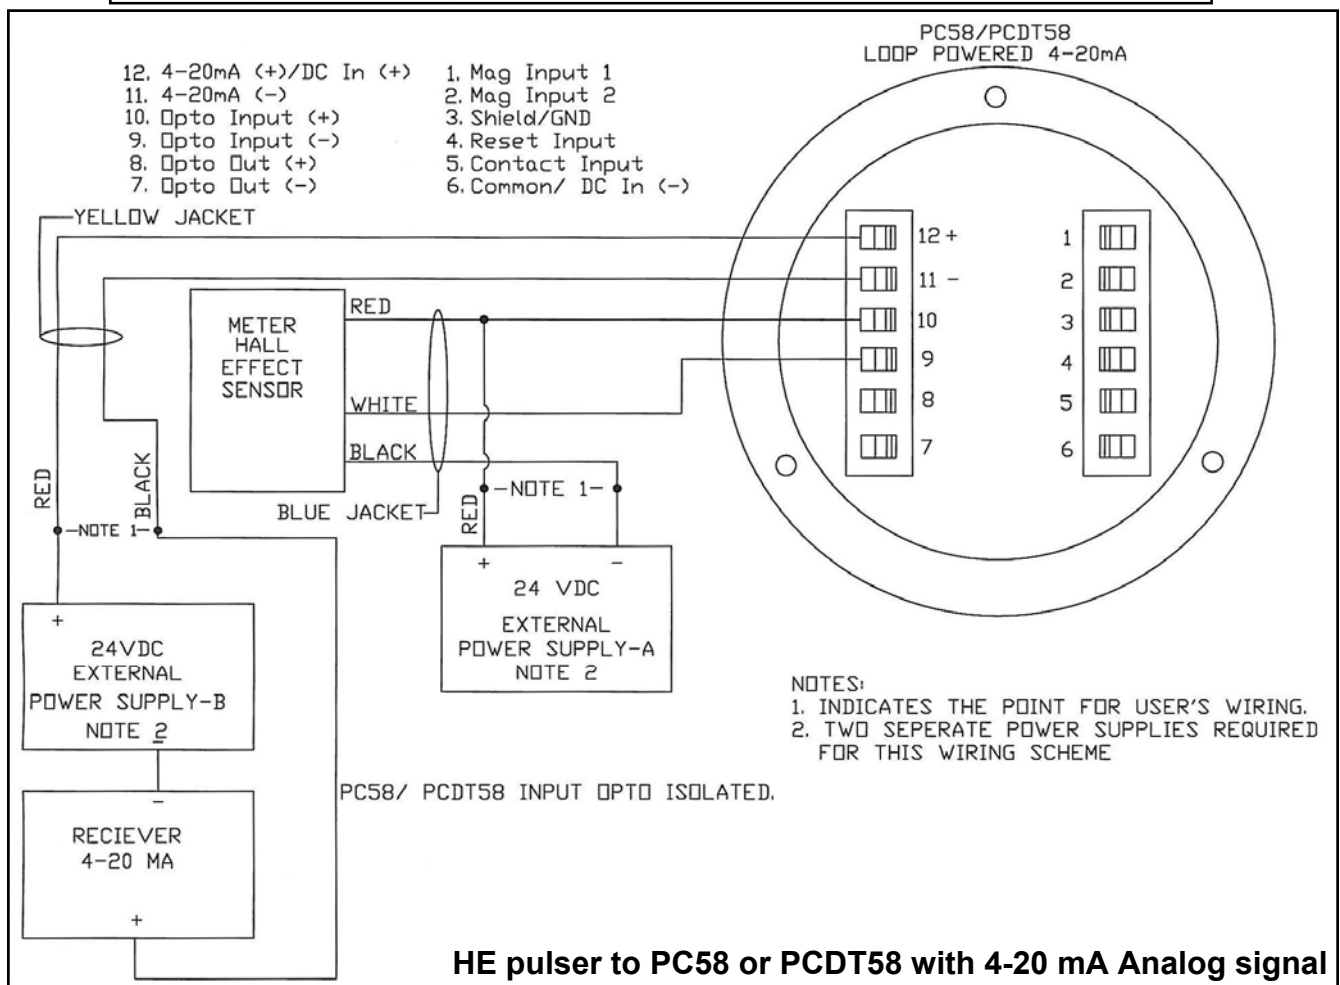 PC58/PCDT58
LOOP POWERED 4-20mA
12. 4-20mA (+)/DC In (+)
11. 4-20mA (-)
10. Opto Input (+)
9. Opto Input (-)
8. Opto Out (+)
7. Opto Out (-)
1. Mag Input 1
2. Mag Input 2
3. Shield/GND
4. Reset Input
5. Contact Input
6. Common/ DC In (-)
YELLOW JACKET
12 +
11 -
10
9
8
7
1
2
3
4
5
6
METER
HALL
EFFECT
SENSOR
RED
WHITE
BLACK
BLUE JACKET
RED
BLACK
-NOTE 1-
RED
-NOTE 1-
+ -
24 VDC
EXTERNAL
POWER SUPPLY-A
NOTE 2
+
24VDC
EXTERNAL
POWER SUPPLY-B
NOTE 2
-
RECIEVER
4-20 MA
+
PC58/ PCDT58 INPUT OPTO ISOLATED.
NOTES:
1. INDICATES THE POINT FOR USER'S WIRING.
2. TWO SEPERATE POWER SUPPLIES REQUIRED
FOR THIS WIRING SCHEME
HE pulser to PC58 or PCDT58 with 4-20 mA Analog signal